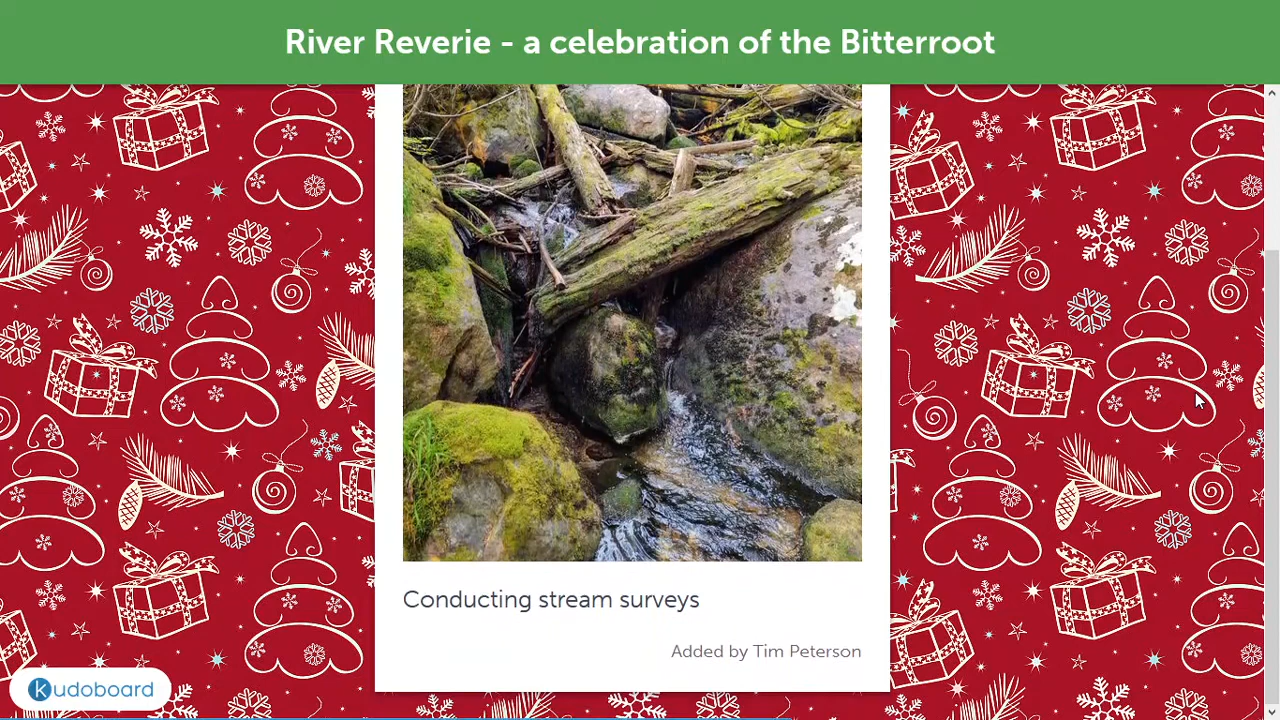 River Reverie - a celebration of the Bitterroot
Conducting stream surveys
Added by Tim Peterson
kudoboard